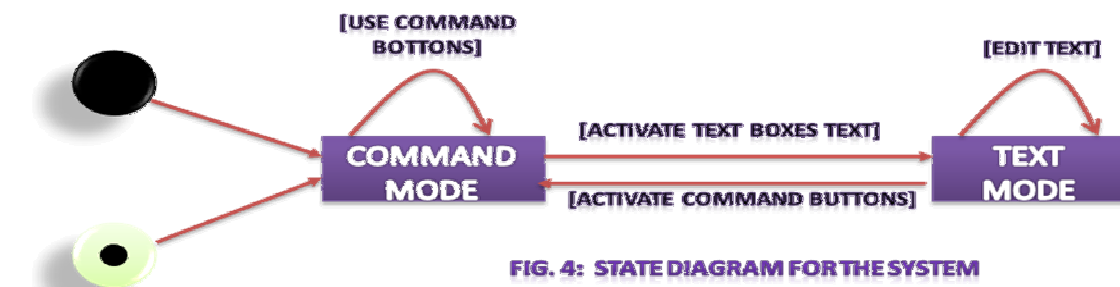 [USE COMMAND
BOTTONS]
[EDIT TEXT]
[ACTIVATE TEXT BOXES TEXT]
COMMAND
MODE
TEXT
MODE
[ACTIVATE COMMAND BUTTONS]
FIG. 4: STATE DIAGRAM FOR THE SYSTEM